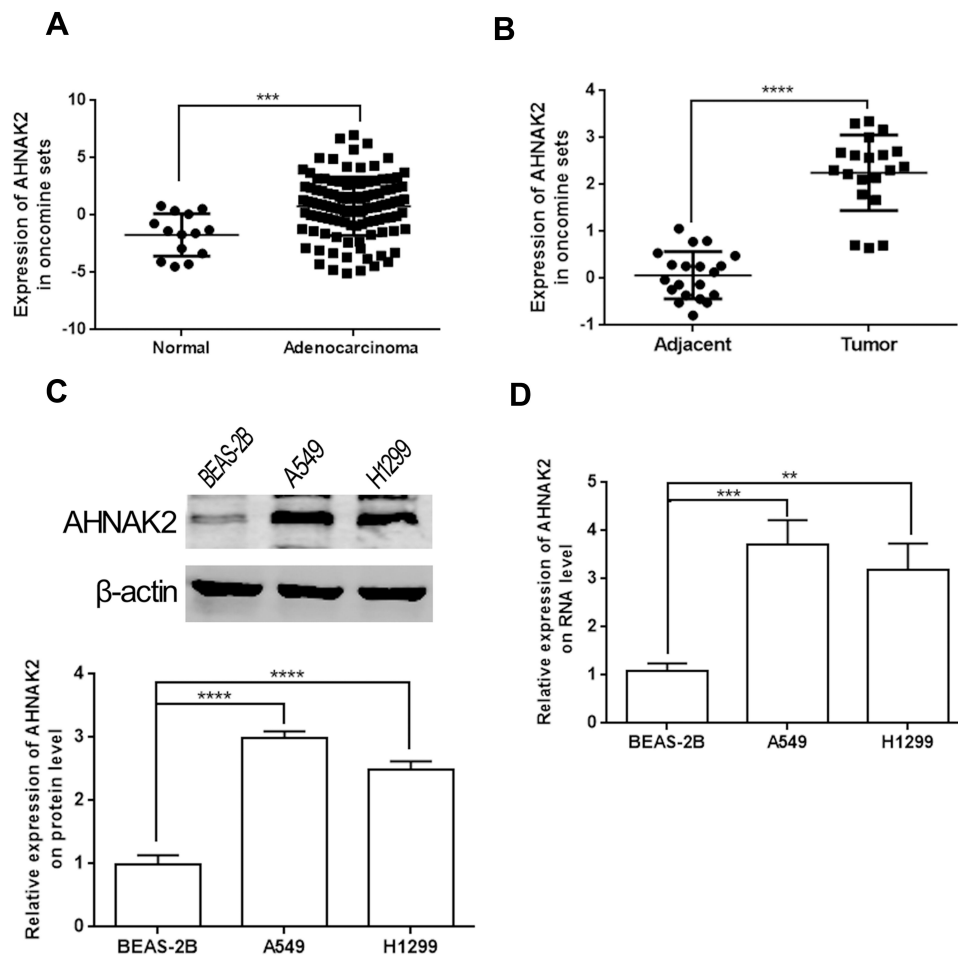 A
Expression of AHNAK2
in oncomine sets
10
5
0
-5
-10
***
Normal
Adenocarcinoma
B
Expression of AHNAK2
in oncomine sets
4
3
2
1
0
-1
****
Adjacent
Tumor
C
BEAS-2B
A549
H1299
AHNAK2
β-actin
Relative expression of AHNAK2
on protein level
4
3
2
1
0
****
****
BEAS-2B
A549
H1299
D
Relative expression of AHNAK2
on RNA level
5
4
3
2
1
0
**
***
BEAS-2B
A549
H1299